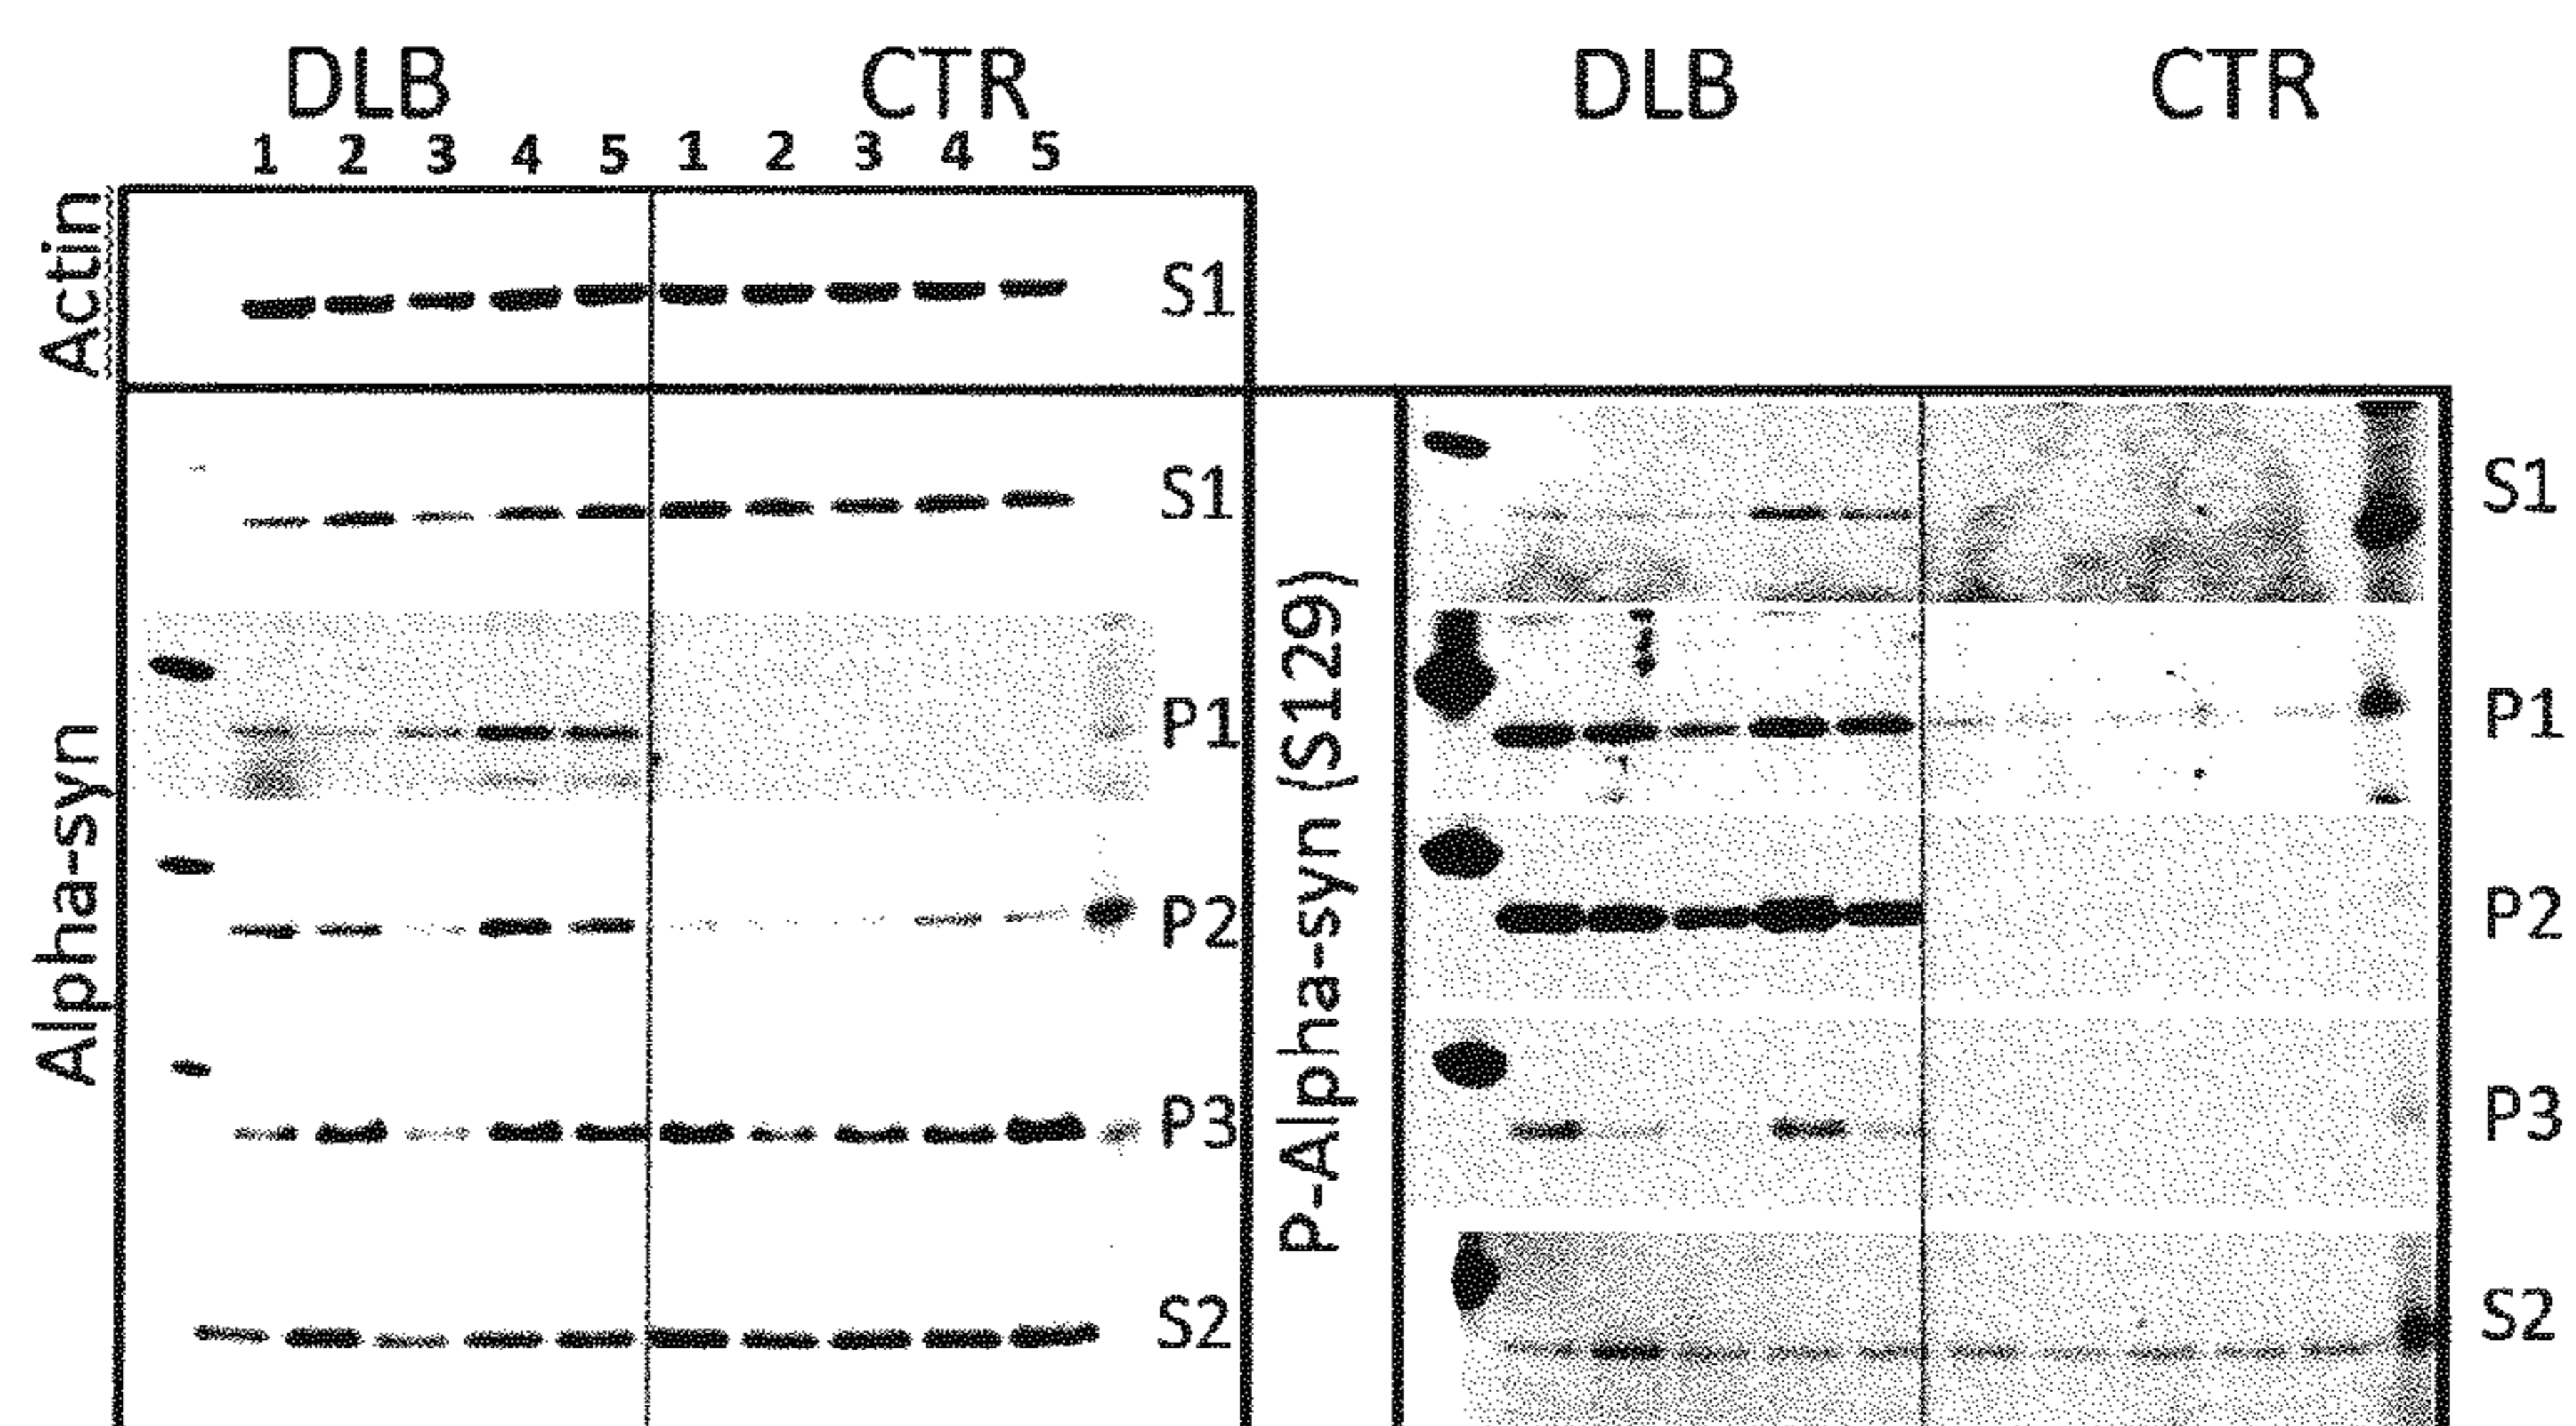 DLB CTR DLB CTR
1 2 3 4 5 1 2 3 4 5
Actin
S1
Alpha-syn
S1
P1
P2
P3
S2
P-Alpha-syn (S129)
S1
P1
P2
P3
S2